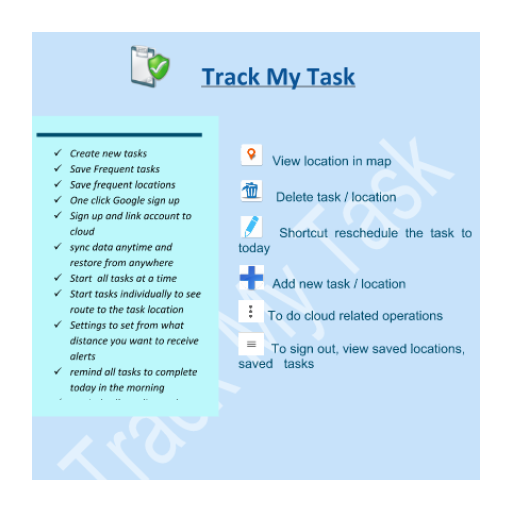 Track My Task
Create new tasks
Save Frequent tasks
Save frequent locations
One click Google sign up
Sign up and link account to
cloud
sync data anytime and
restore from anywhere
Start all tasks at a time
Start tasks individually to see
route to the task location
Settings to set from what
distance you want to receive
alerts
remind all tasks to complete
today in the morning
View location in map
Delete task / location
Shortcut reschedule the task to
today
Add new task / location
To do cloud related operations
To sign out, view saved locations,
saved tasks
Track My Task